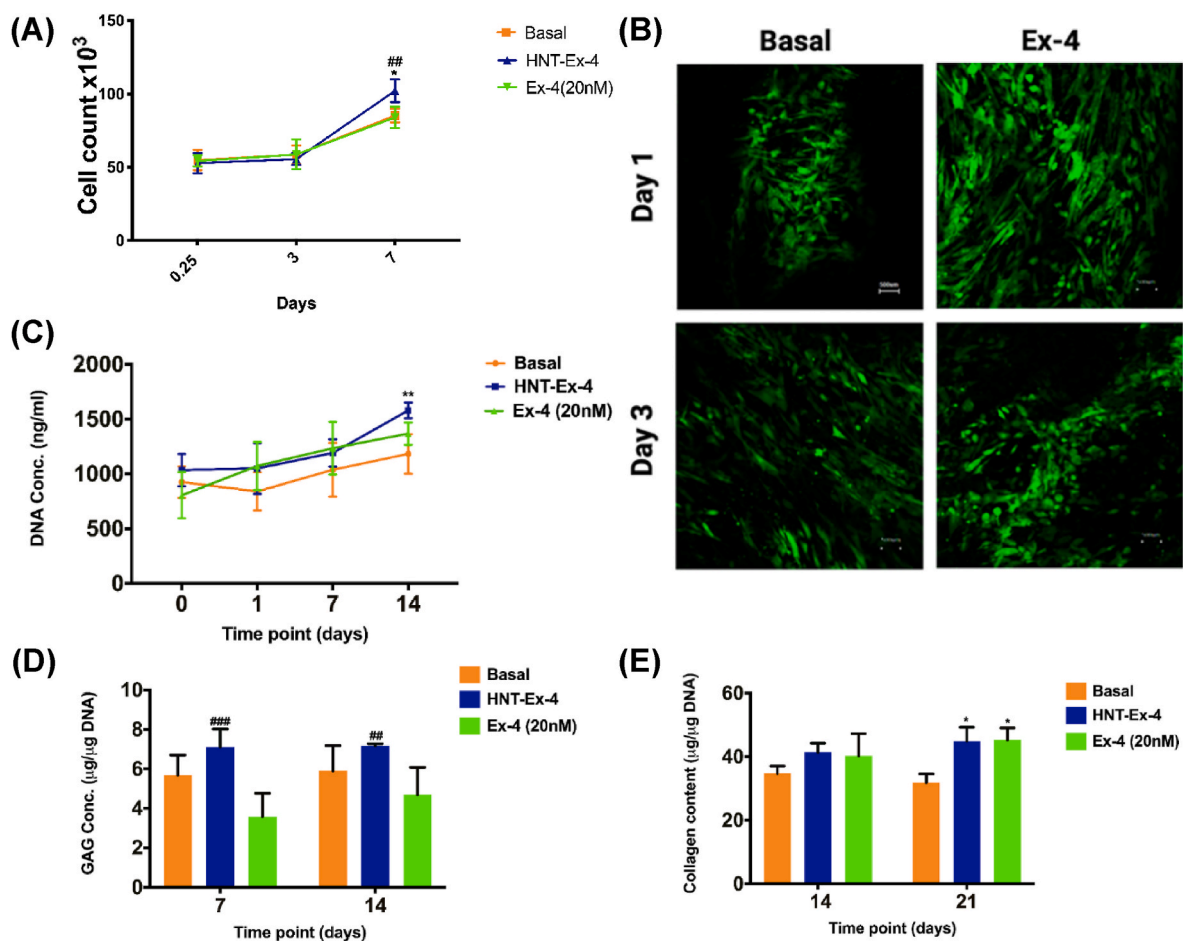 (A)
Cell count x10³
150
100
50
0
0.25
3
7
Days
##
*
Basal
HNT-Ex-4
Ex-4(20nM)
(B)
Basal
Ex-4
Day 1
Day 3
(C)
DNA Conc. (ng/ml)
2000
1500
1000
500
0
0
1
7
14
Time point (days)
**
Basal
HNT-Ex-4
Ex-4 (20nM)
(D)
GAG Conc. (µg/µg DNA)
10
8
6
4
2
0
###
##
7
14
Time point (days)
Basal
HNT-Ex-4
Ex-4 (20nM)
(E)
Collagen content (µg/µg DNA)
60
40
20
0
*
*
14
21
Time point (days)
Basal
HNT-Ex-4
Ex-4 (20nM)